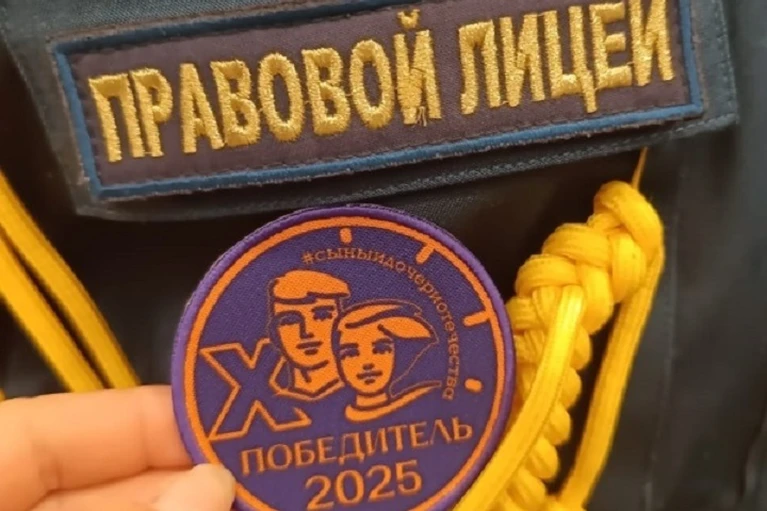 ПРАВОВОЙ ЛИЦЕЙ
#сыныидочериотечества
X
ПОБЕДИТЕЛЬ
2025